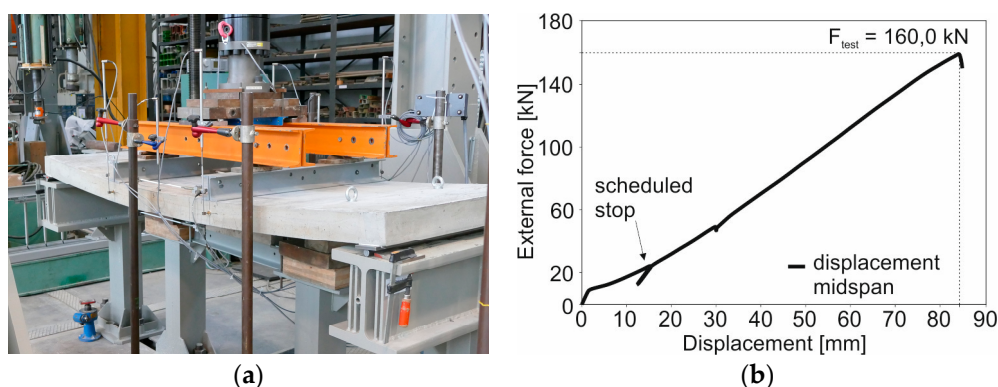 (a)
External force [kN]
180
140
100
60
20
0
F_test = 160,0 kN
scheduled
stop
displacement
midspan
0 10 20 30 40 50 60 70 80 90
Displacement [mm]
(b)